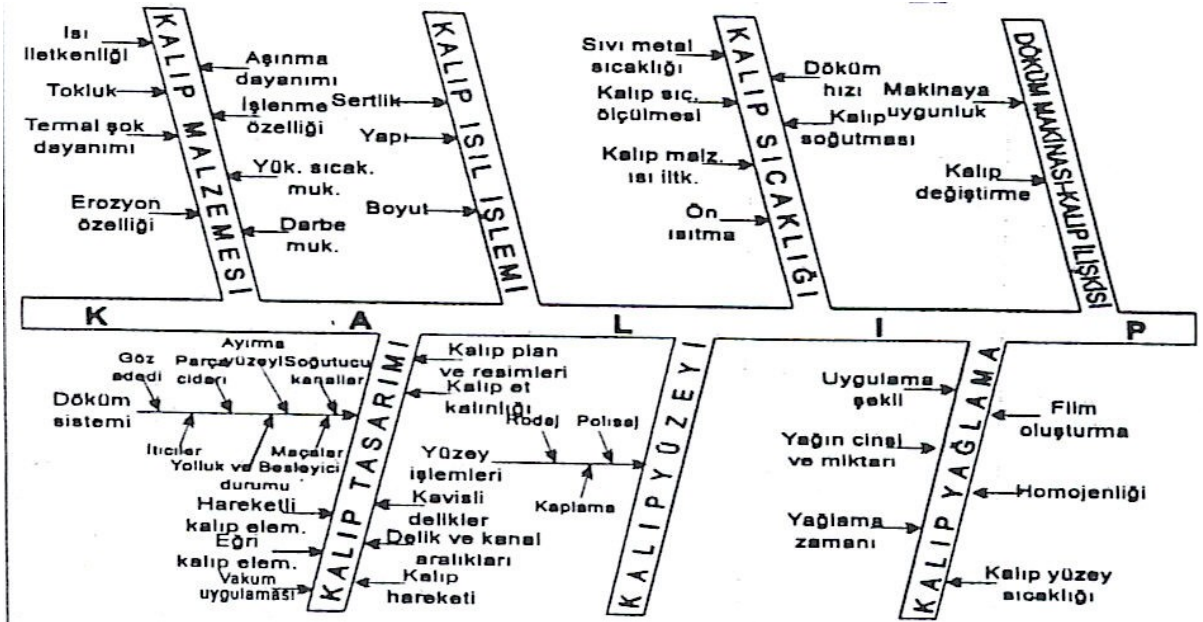 KALIP MALZEMESİ
Isı
iletkenliği
Tokluk
Termal şok
dayanımı
Erozyon
özelliği
Aşınma
dayanımı
İşlenme
özelliği
Yük. sıcak.
muk.
Darbe
muk.
KALIP ISIL İŞLEMİ
Sertlik
Yapı
Boyut
KALIP SICAKLIĞI
Sıvı metal
sıcaklığı
Kalıp sıc.
ölçülmesi
Kalıp malz.
ısı iltk.
Ön
ısıtma
Döküm
hızı
Kalıp
soğutması
DÖKÜM MAKİNASI-KALIP İLİŞKİSİ
Makinaya
uygunluk
Kalıp
değiştirme
K A L I P
KALIP TASARIMI
Döküm
sistemi
Göz
adedi
Parça
cidarı
Ayırma
yüzeyi
Soğutucu
kanallar
İticiler
Yolluk ve Besleyici
durumu
Maçalar
Hareketli
kalıp elem.
Eğri
kalıp elem.
Vakum
uygulaması
Kalıp plan
ve resimleri
Kalıp et
kalınlığı
Kavisli
delikler
Delik ve kanal
aralıkları
Kalıp
hareketi
KALIP YÜZEYİ
Yüzey
işlemleri
Rodaj
Polisaj
Kaplama
KALIP YAĞLAMA
Uygulama
şekli
Yağın cinsi
ve miktarı
Yağlama
zamanı
Film
oluşturma
Homojenliği
Kalıp yüzey
sıcaklığı